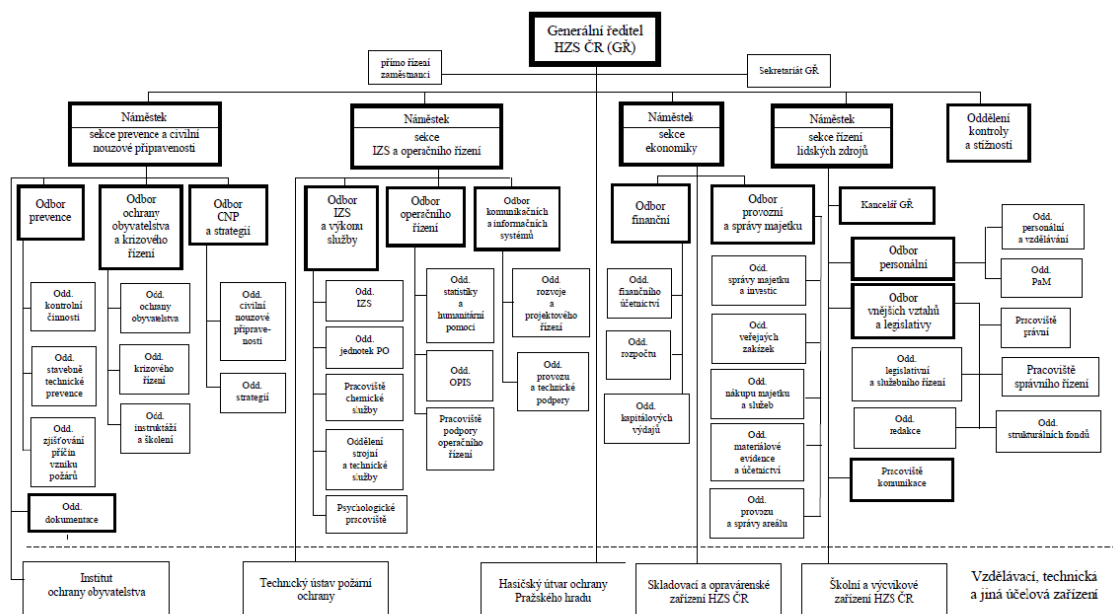 Generální ředitel
HZS ČR (GŘ)
přímo řízení
zaměstnanci
Sekretariát GŘ
Náměstek
sekce prevence a civilní
nouzové připravenosti
Náměstek
sekce
IZS a operačního řízení
Náměstek
sekce
ekonomiky
Náměstek
sekce řízení
lidských zdrojů
Oddělení
kontroly
a stížností
Odbor
prevence
Odbor
ochrany
obyvatelstva
a krizového
řízení
Odbor
CNP
a strategií
Odbor
IZS
a výkonu
služby
Odbor
operačního
řízení
Odbor
komunikačních
a informačních
systémů
Odbor
finanční
Odbor
provozní
a správy majetku
Kancelář GŘ
Odbor
personální
Odd.
personální
a vzdělávání
Odd.
PaM
Odbor
vnějších vztahů
a legislativy
Pracoviště
právní
Odd.
legislativní
a služebního řízení
Pracoviště
správního řízení
Odd.
redakce
Odd.
strukturálních fondů
Pracoviště
komunikace
Odd.
kontrolní
činnosti
Odd.
stavebně
technické
prevence
Odd.
zjišťování
příčin
vzniku
požárů
Odd.
dokumentace
Odd.
ochrany
obyvatelstva
Odd.
krizového
řízení
Odd.
instruktáží
a školení
Odd.
civilní
nouzové
připrave-
nosti
Odd.
strategií
Odd.
IZS
Odd.
jednotek PO
Pracoviště
chemické
služby
Oddělení
strojní
a technické
služby
Psychologické
pracoviště
Odd.
statistiky
a
humanitární
pomoci
Odd.
OPIS
Pracoviště
podpory
operačního
řízení
Odd.
rozvoje
a
projektového
řízení
Odd.
provozu
a technické
podpery
Odd.
finančního
účetnictví
Odd.
rozpočtu
Odd.
kapitálových
výdajů
Odd.
správy majetku
a investic
Odd.
veřejných
zakázek
Odd.
nákupu majetku
a služeb
Odd.
materiálové
evidence
a účetnictví
Odd.
provozu
a správy areálu
Institut
ochrany obyvatelstva
Technický ústav požární
ochrany
Hasičský útvar ochrany
Pražského hradu
Skladovací a opravárenské
zařízení HZS ČR
Školní a výcvikové
zařízení HZS ČR
Vzdělávací, technická
a jiná účelová zařízení